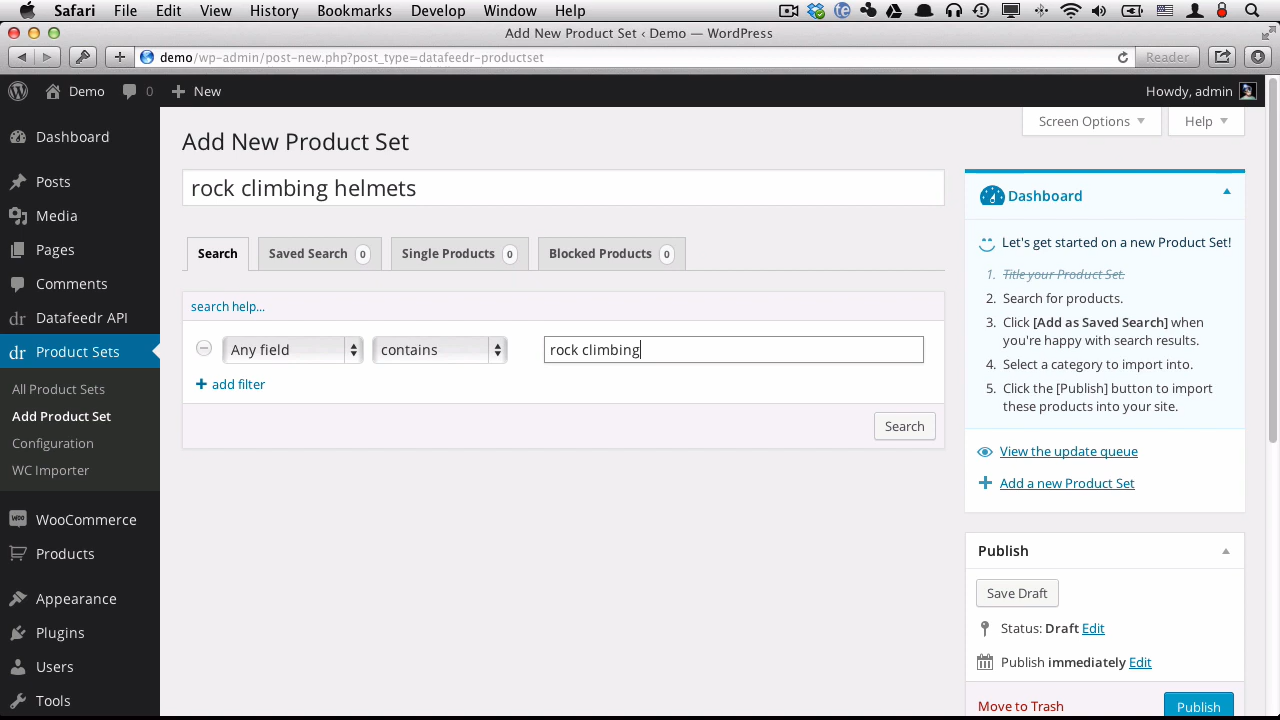 Safari File Edit View History Bookmarks Develop Window Help
Add New Product Set ‹ Demo — WordPress
demo/wp-admin/post-new.php?post_type=datafeedr-productset
Reader
Demo 0 New
Howdy, admin
Screen Options
Help
Dashboard
Posts
Media
Pages
Comments
dr Datafeedr API
dr Product Sets
All Product Sets
Add Product Set
Configuration
WC Importer
WooCommerce
Products
Appearance
Plugins
Users
Tools
Add New Product Set
rock climbing helmets
Search
Saved Search 0
Single Products 0
Blocked Products 0
search help...
Any field contains rock climbing
add filter
Search
Dashboard
Let's get started on a new Product Set!
1. Title your Product Set.
2. Search for products.
3. Click [Add as Saved Search] when
you're happy with search results.
4. Select a category to import into.
5. Click the [Publish] button to import
these products into your site.
View the update queue
Add a new Product Set
Publish
Save Draft
Status: Draft Edit
Publish immediately Edit
Move to Trash
Publish